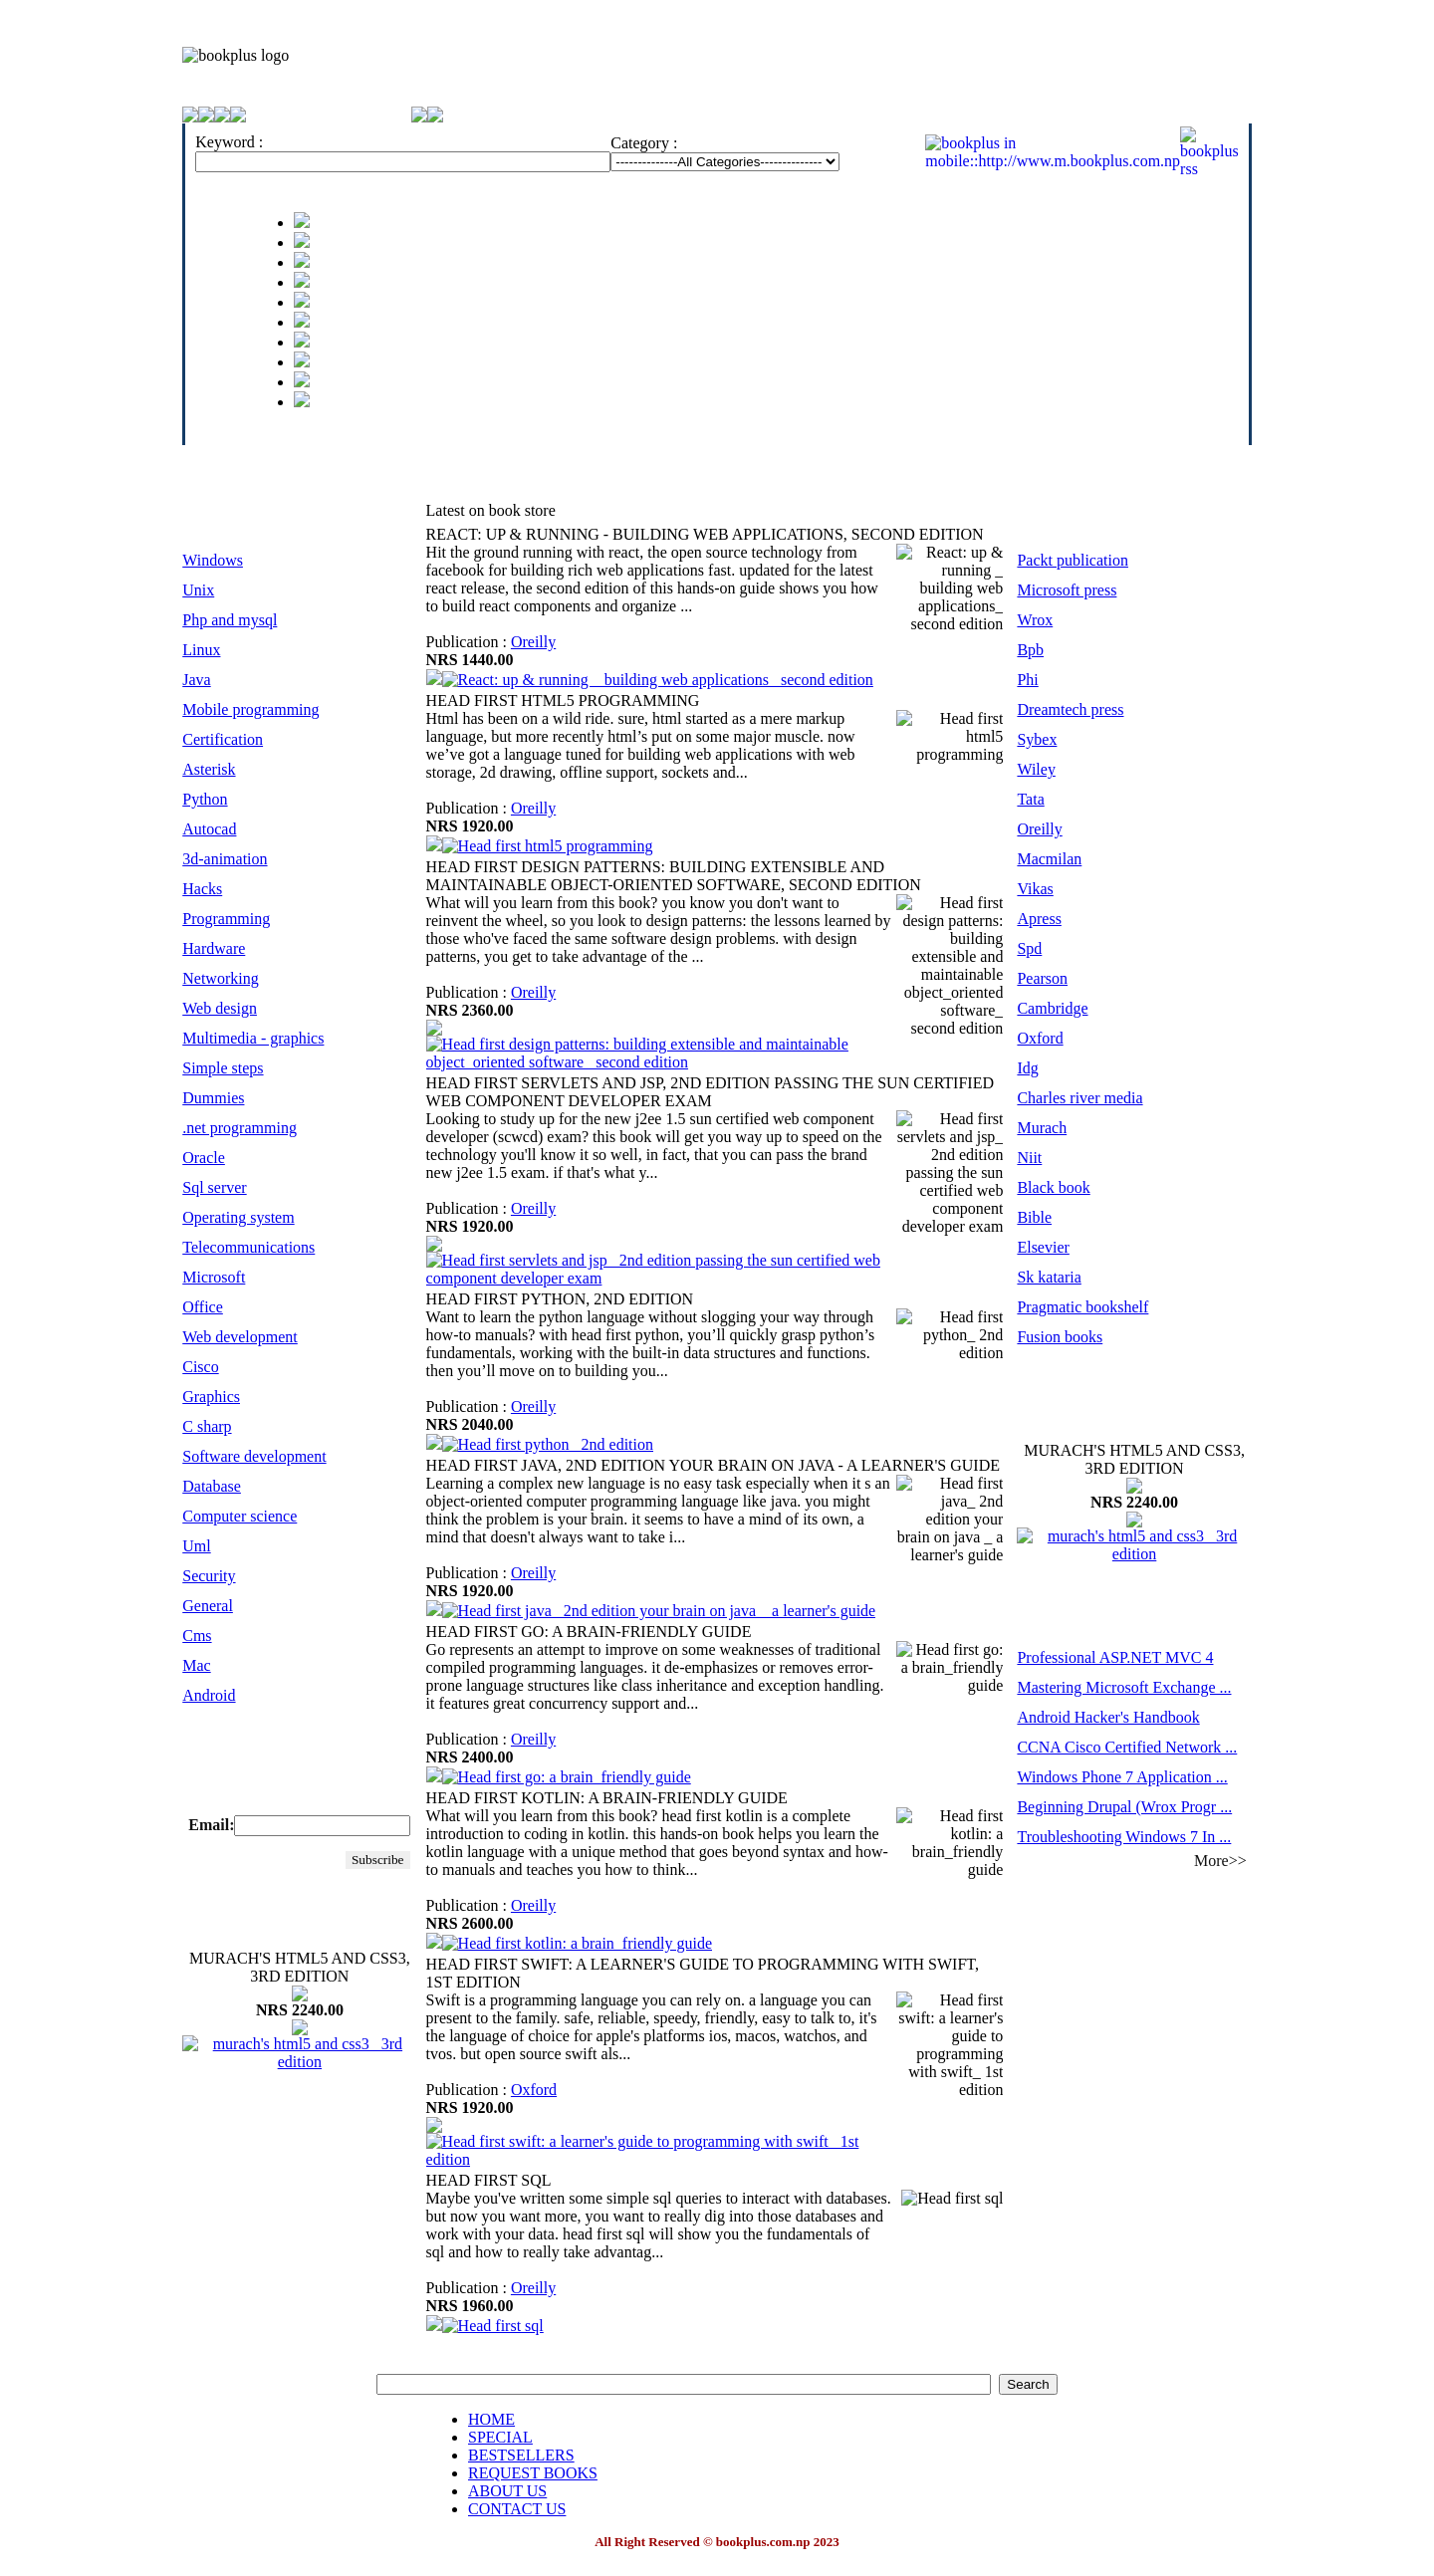 bookplus logo
Keyword :
Category :
--------------All Categories--------------
bookplus in
mobile::http://www.m.bookplus.com.np
bookplus
rss
Windows
Unix
Php and mysql
Linux
Java
Mobile programming
Certification
Asterisk
Python
Autocad
3d-animation
Hacks
Programming
Hardware
Networking
Web design
Multimedia - graphics
Simple steps
Dummies
.net programming
Oracle
Sql server
Operating system
Telecommunications
Microsoft
Office
Web development
Cisco
Graphics
C sharp
Software development
Database
Computer science
Uml
Security
General
Cms
Mac
Android
Email:
Subscribe
MURACH'S HTML5 AND CSS3,
3RD EDITION
NRS 2240.00
murach's html5 and css3_ 3rd
edition
Latest on book store
REACT: UP & RUNNING - BUILDING WEB APPLICATIONS, SECOND EDITION
Hit the ground running with react, the open source technology from
facebook for building rich web applications fast. updated for the latest
react release, the second edition of this hands-on guide shows you how
to build react components and organize ...
React: up &
running _
building web
applications_
second edition
Publication : Oreilly
NRS 1440.00
React: up & running _ building web applications_ second edition
HEAD FIRST HTML5 PROGRAMMING
Html has been on a wild ride. sure, html started as a mere markup
language, but more recently html’s put on some major muscle. now
we’ve got a language tuned for building web applications with web
storage, 2d drawing, offline support, sockets and...
Head first
html5
programming
Publication : Oreilly
NRS 1920.00
Head first html5 programming
HEAD FIRST DESIGN PATTERNS: BUILDING EXTENSIBLE AND
MAINTAINABLE OBJECT-ORIENTED SOFTWARE, SECOND EDITION
What will you learn from this book? you know you don't want to
reinvent the wheel, so you look to design patterns: the lessons learned by
those who've faced the same software design problems. with design
patterns, you get to take advantage of the ...
Head first
design patterns:
building
extensible and
maintainable
object_oriented
software_
second edition
Publication : Oreilly
NRS 2360.00
Head first design patterns: building extensible and maintainable
object_oriented software_ second edition
HEAD FIRST SERVLETS AND JSP, 2ND EDITION PASSING THE SUN CERTIFIED
WEB COMPONENT DEVELOPER EXAM
Looking to study up for the new j2ee 1.5 sun certified web component
developer (scwcd) exam? this book will get you way up to speed on the
technology you'll know it so well, in fact, that you can pass the brand
new j2ee 1.5 exam. if that's what y...
Head first
servlets and jsp_
2nd edition
passing the sun
certified web
component
developer exam
Publication : Oreilly
NRS 1920.00
Head first servlets and jsp_ 2nd edition passing the sun certified web
component developer exam
HEAD FIRST PYTHON, 2ND EDITION
Want to learn the python language without slogging your way through
how-to manuals? with head first python, you’ll quickly grasp python’s
fundamentals, working with the built-in data structures and functions.
then you’ll move on to building you...
Head first
python_ 2nd
edition
Publication : Oreilly
NRS 2040.00
Head first python_ 2nd edition
HEAD FIRST JAVA, 2ND EDITION YOUR BRAIN ON JAVA - A LEARNER'S GUIDE
Learning a complex new language is no easy task especially when it s an
object-oriented computer programming language like java. you might
think the problem is your brain. it seems to have a mind of its own, a
mind that doesn't always want to take i...
Head first
java_ 2nd
edition your
brain on java _ a
learner's guide
Publication : Oreilly
NRS 1920.00
Head first java_ 2nd edition your brain on java _ a learner's guide
HEAD FIRST GO: A BRAIN-FRIENDLY GUIDE
Go represents an attempt to improve on some weaknesses of traditional
compiled programming languages. it de-emphasizes or removes error-
prone language structures like class inheritance and exception handling.
it features great concurrency support and...
Head first go:
a brain_friendly
guide
Publication : Oreilly
NRS 2400.00
Head first go: a brain_friendly guide
HEAD FIRST KOTLIN: A BRAIN-FRIENDLY GUIDE
What will you learn from this book? head first kotlin is a complete
introduction to coding in kotlin. this hands-on book helps you learn the
kotlin language with a unique method that goes beyond syntax and how-
to manuals and teaches you how to think...
Head first
kotlin: a
brain_friendly
guide
Publication : Oreilly
NRS 2600.00
Head first kotlin: a brain_friendly guide
HEAD FIRST SWIFT: A LEARNER'S GUIDE TO PROGRAMMING WITH SWIFT,
1ST EDITION
Swift is a programming language you can rely on. a language you can
present to the family. safe, reliable, speedy, friendly, easy to talk to, it's
the language of choice for apple's platforms ios, macos, watchos, and
tvos. but open source swift als...
Head first
swift: a learner's
guide to
programming
with swift_ 1st
edition
Publication : Oxford
NRS 1920.00
Head first swift: a learner's guide to programming with swift_ 1st
edition
HEAD FIRST SQL
Maybe you've written some simple sql queries to interact with databases.
but now you want more, you want to really dig into those databases and
work with your data. head first sql will show you the fundamentals of
sql and how to really take advantag...
Head first sql
Publication : Oreilly
NRS 1960.00
Head first sql
Packt publication
Microsoft press
Wrox
Bpb
Phi
Dreamtech press
Sybex
Wiley
Tata
Oreilly
Macmilan
Vikas
Apress
Spd
Pearson
Cambridge
Oxford
Idg
Charles river media
Murach
Niit
Black book
Bible
Elsevier
Sk kataria
Pragmatic bookshelf
Fusion books
MURACH'S HTML5 AND CSS3,
3RD EDITION
NRS 2240.00
murach's html5 and css3_ 3rd
edition
Professional ASP.NET MVC 4
Mastering Microsoft Exchange ...
Android Hacker's Handbook
CCNA Cisco Certified Network ...
Windows Phone 7 Application ...
Beginning Drupal (Wrox Progr ...
Troubleshooting Windows 7 In ...
More>>
Search
HOME
SPECIAL
BESTSELLERS
REQUEST BOOKS
ABOUT US
CONTACT US
All Right Reserved © bookplus.com.np 2023